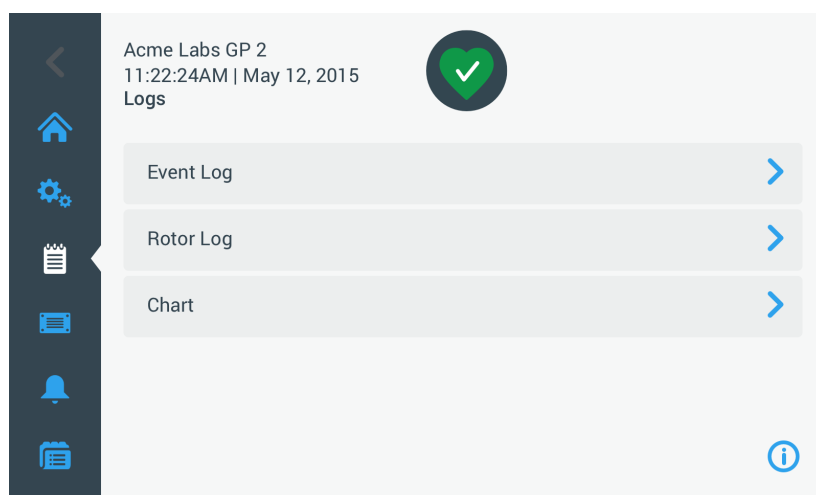 Acme Labs GP 2
11:22:24AM | May 12, 2015
Logs
Event Log
Rotor Log
Chart